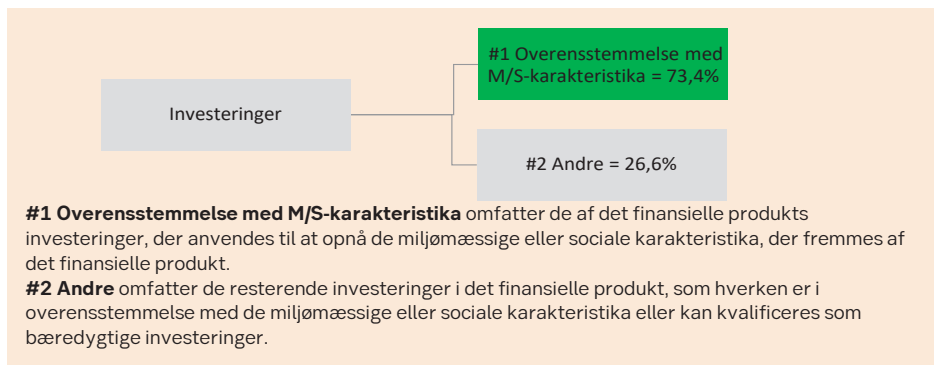 #1 Overensstemmelse med
M/S-karakteristika = 73,4%
Investeringer
#2 Andre = 26,6%
#1 Overensstemmelse med M/S-karakteristika omfatter de af det finansielle produkts
investeringer, der anvendes til at opnå de miljømæssige eller sociale karakteristika, der fremmes af
det finansielle produkt.
#2 Andre omfatter de resterende investeringer i det finansielle produkt, som hverken er i
overensstemmelse med de miljømæssige eller sociale karakteristika eller kan kvalificeres som
bæredygtige investeringer.